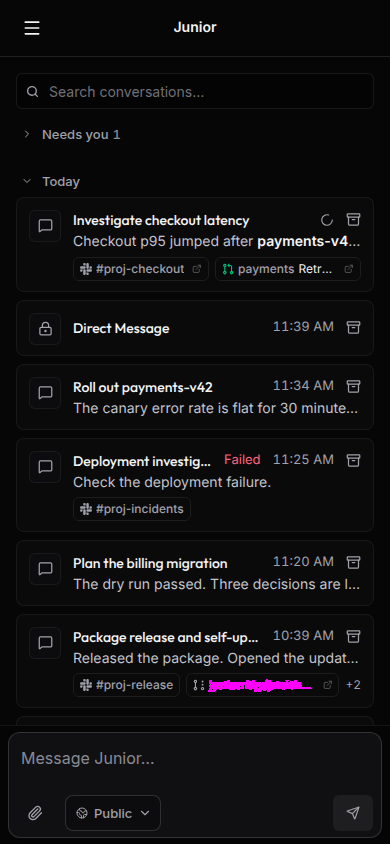 Junior
Search conversations...
Needs you 1
Today
Investigate checkout latency
Checkout p95 jumped after payments-v4...
#proj-checkout payments Retr...
Direct Message 11:39 AM
Roll out payments-v42 11:34 AM
The canary error rate is flat for 30 minute...
Deployment investig... Failed 11:25 AM
Check the deployment failure.
#proj-incidents
Plan the billing migration 11:20 AM
The dry run passed. Three decisions are l...
Package release and self-up... 10:39 AM
Released the package. Opened the updat...
#proj-release +2
Message Junior...
Public